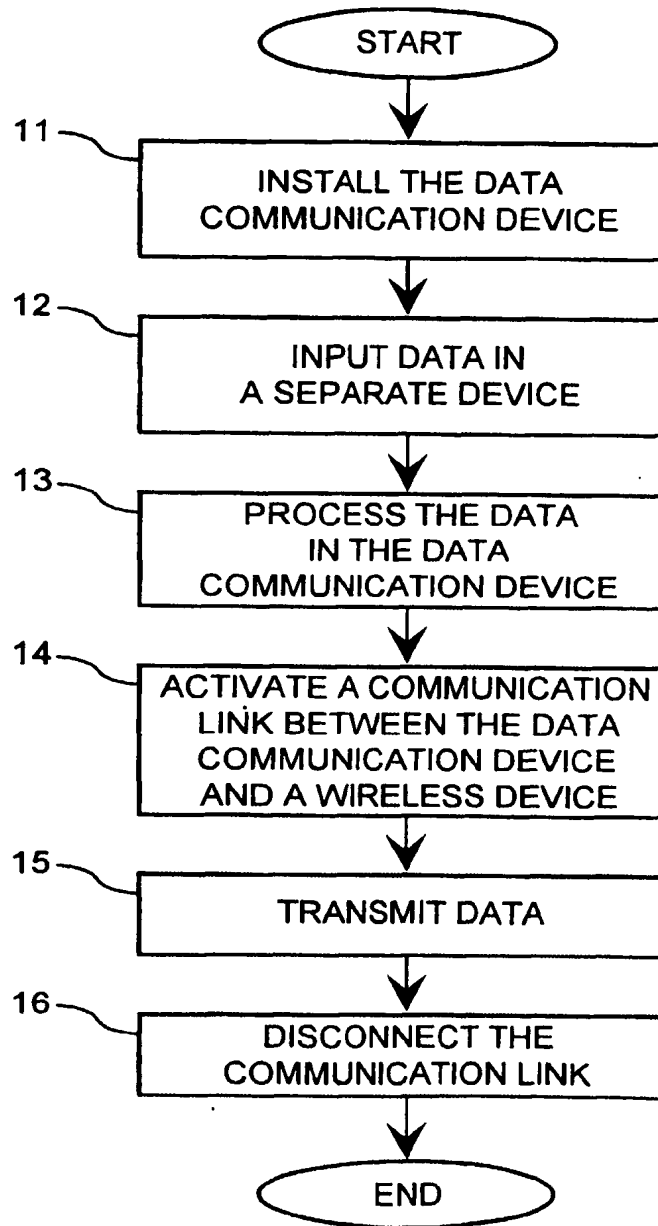 START
11
INSTALL THE DATA
COMMUNICATION DEVICE
12
INPUT DATA IN
A SEPARATE DEVICE
13
PROCESS THE DATA
IN THE DATA
COMMUNICATION DEVICE
14
ACTIVATE A COMMUNICATION
LINK BETWEEN THE DATA
COMMUNICATION DEVICE
AND A WIRELESS DEVICE
15
TRANSMIT DATA
16
DISCONNECT THE
COMMUNICATION LINK
END